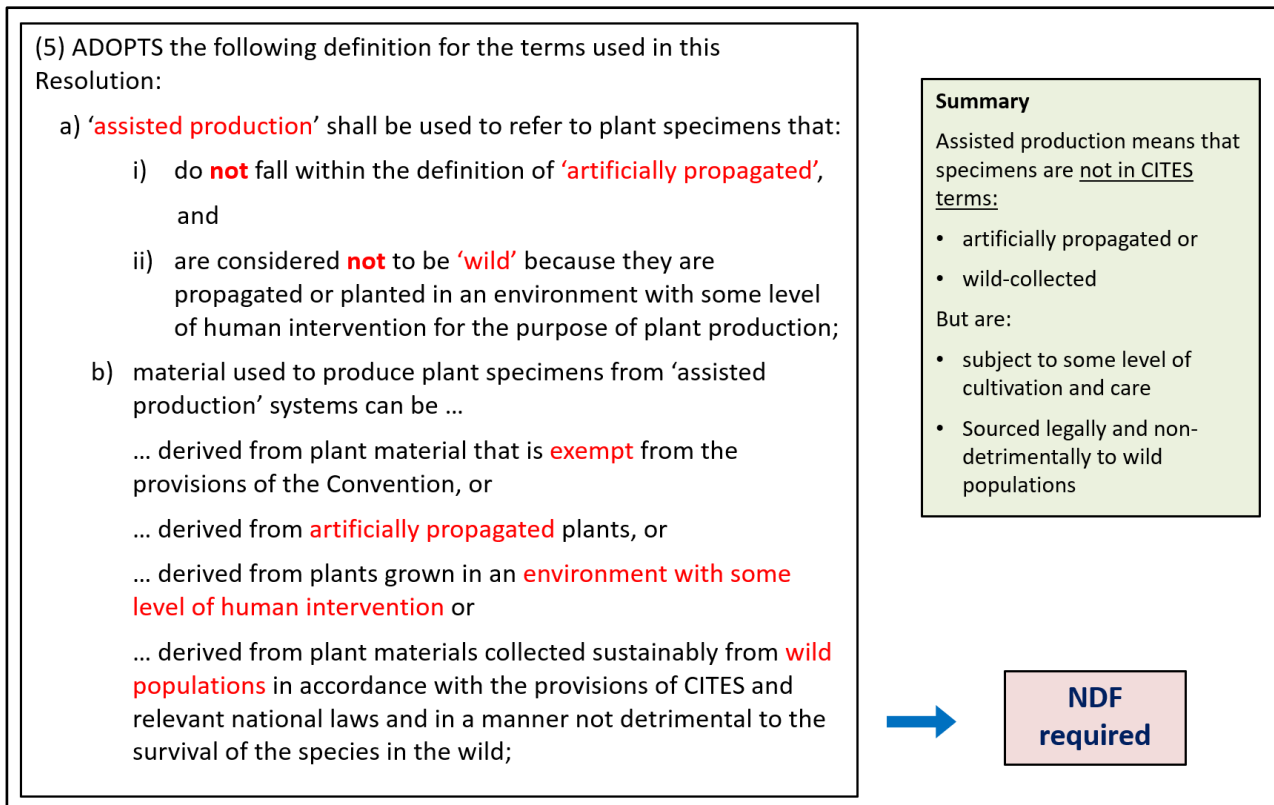 (5) ADOPTS the following definition for the terms used in this
Resolution:
a) ‘assisted production’ shall be used to refer to plant specimens that:
i) do not fall within the definition of ‘artificially propagated’,
and
ii) are considered not to be ‘wild’ because they are
propagated or planted in an environment with some level
of human intervention for the purpose of plant production;
b) material used to produce plant specimens from ‘assisted
production’ systems can be …
… derived from plant material that is exempt from the
provisions of the Convention, or
… derived from artificially propagated plants, or
… derived from plants grown in an environment with some
level of human intervention or
… derived from plant materials collected sustainably from wild
populations in accordance with the provisions of CITES and
relevant national laws and in a manner not detrimental to the
survival of the species in the wild;
Summary
Assisted production means that
specimens are not in CITES
terms:
• artificially propagated or
• wild-collected
But are:
• subject to some level of
cultivation and care
• Sourced legally and non-
detrimentally to wild
populations
NDF
required